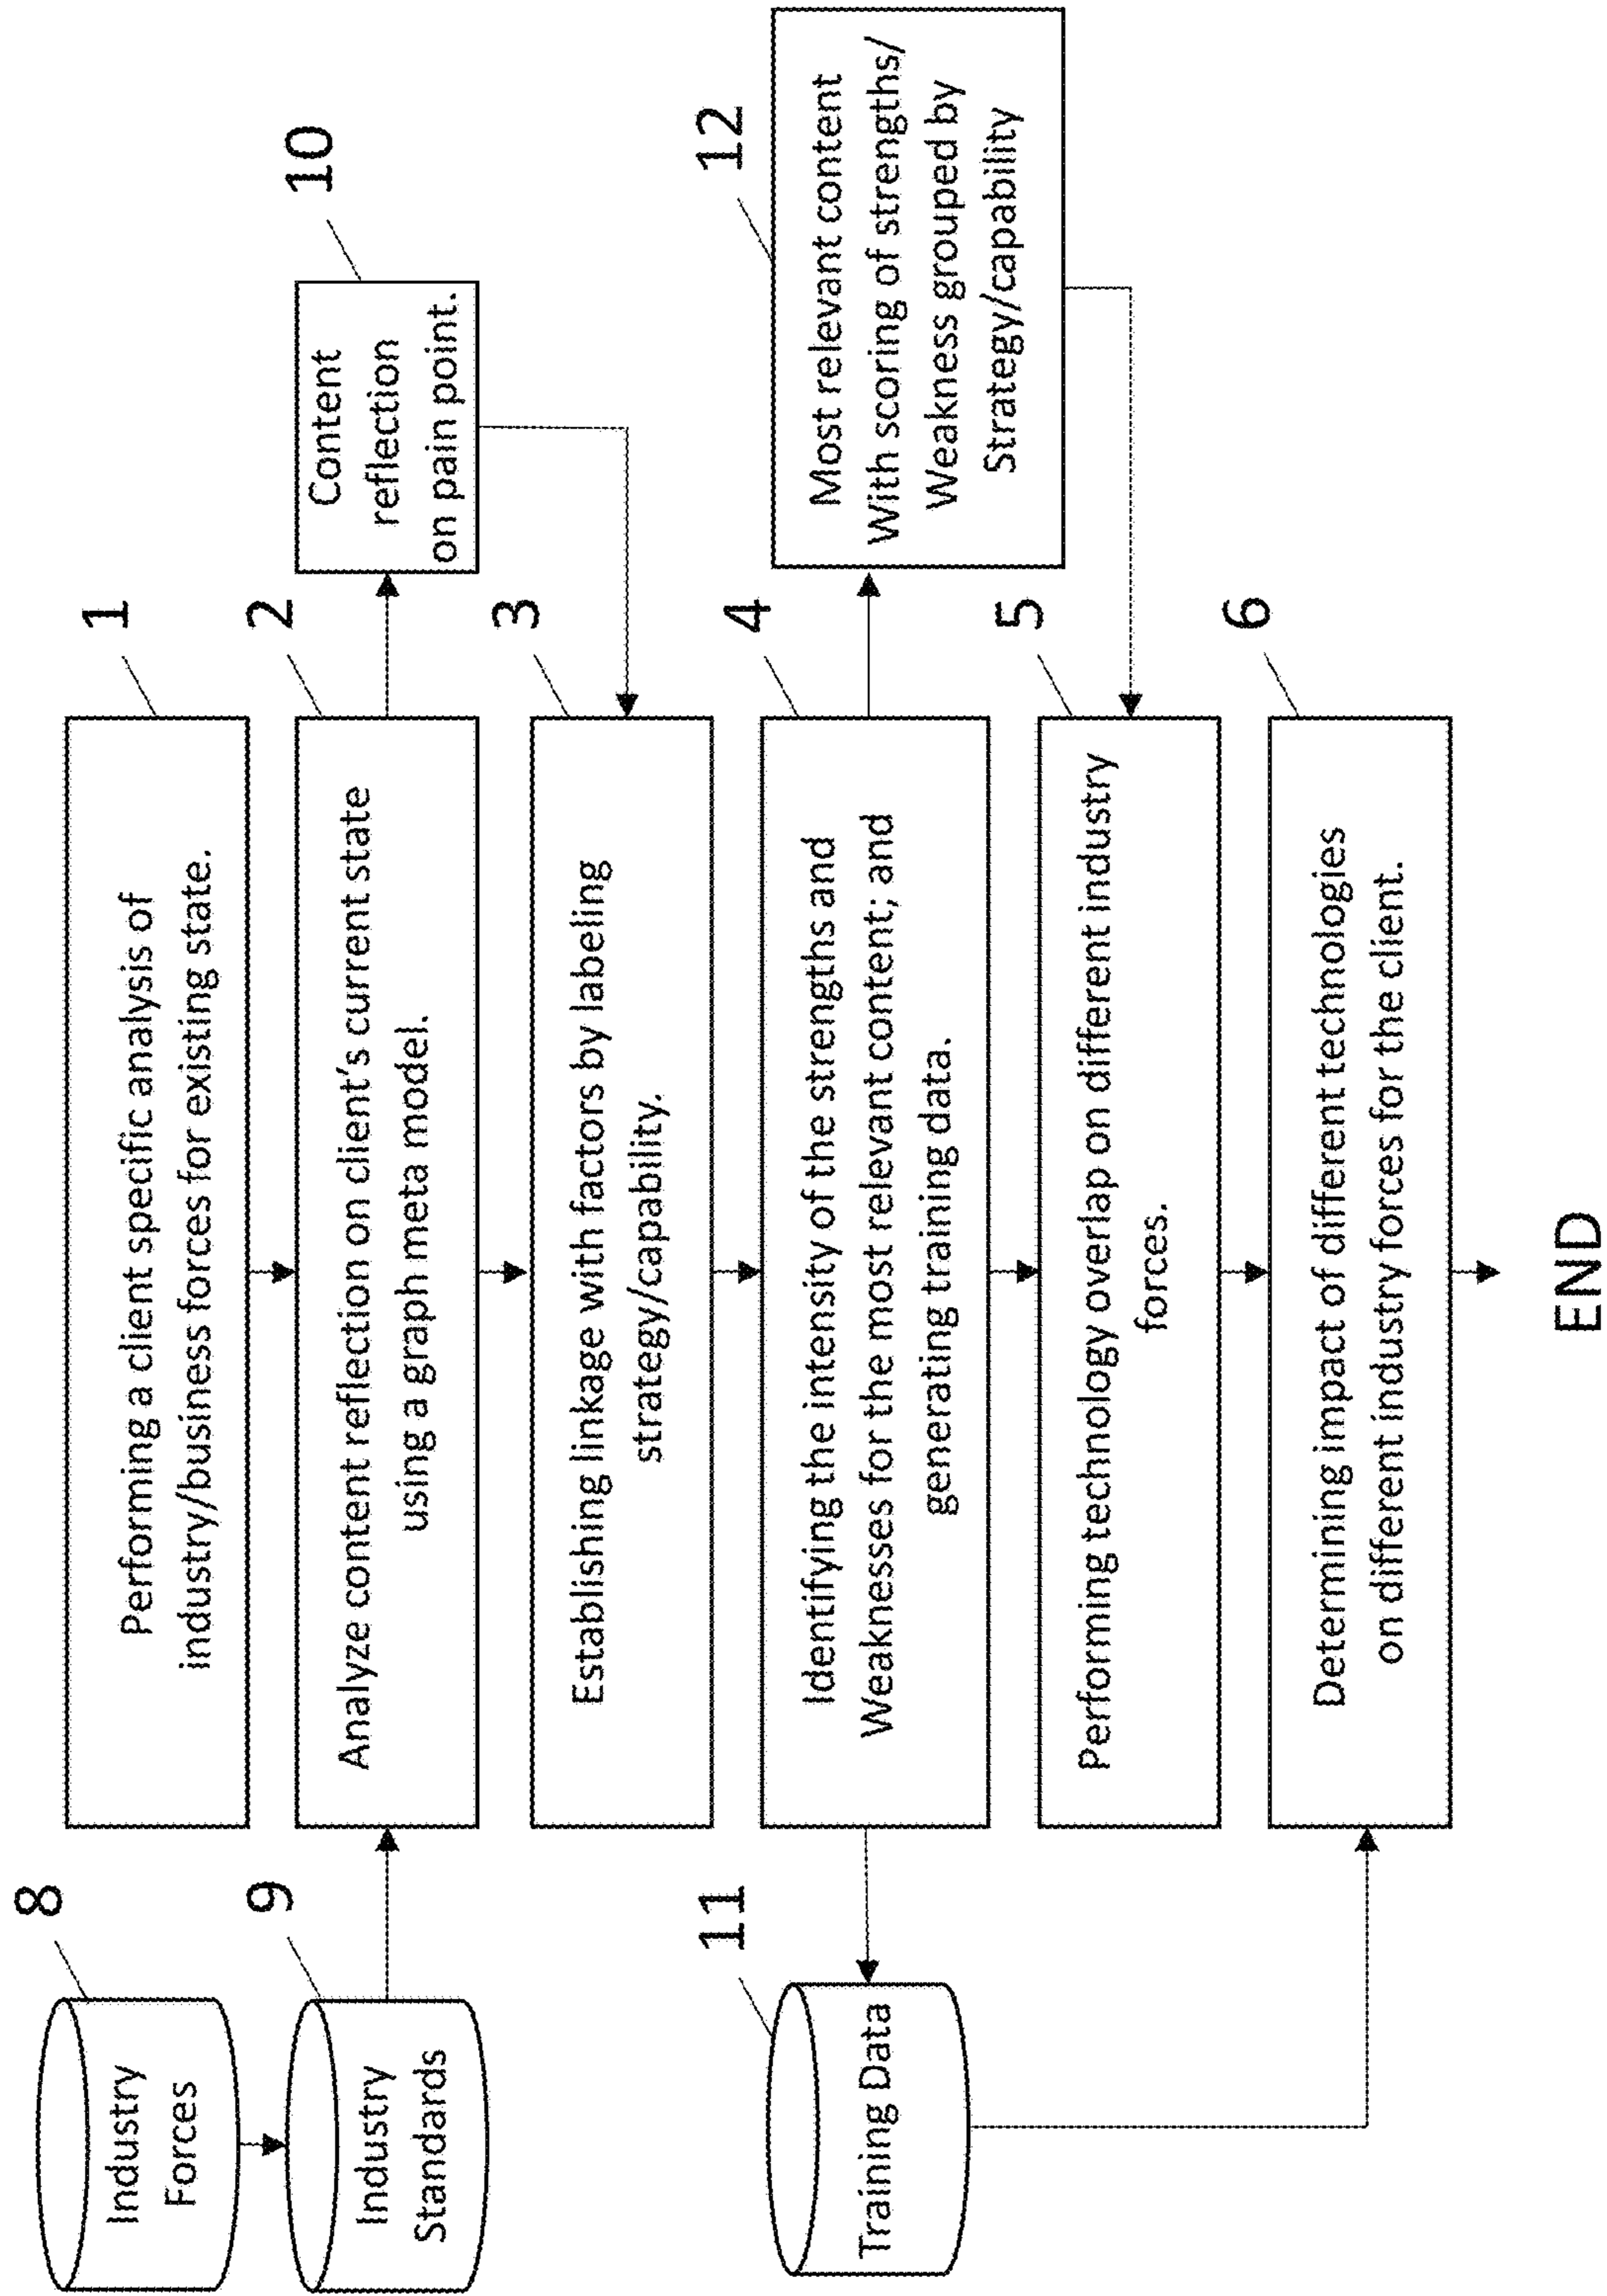 1
Performing a client specific analysis of
industry/business forces for existing state.
8
Industry
Forces
2
Analyze content reflection on client's current state
using a graph meta model.
9
Industry
Standards
10
Content
reflection
on pain point.
3
Establishing linkage with factors by labeling
strategy/capability.
4
Identifying the intensity of the strengths and
Weaknesses for the most relevant content; and
generating training data.
11
Training Data
12
Most relevant content
With scoring of strengths/
Weakness grouped by
Strategy/capability
5
Performing technology overlap on different industry
forces.
6
Determining impact of different technologies
on different industry forces for the client.
END